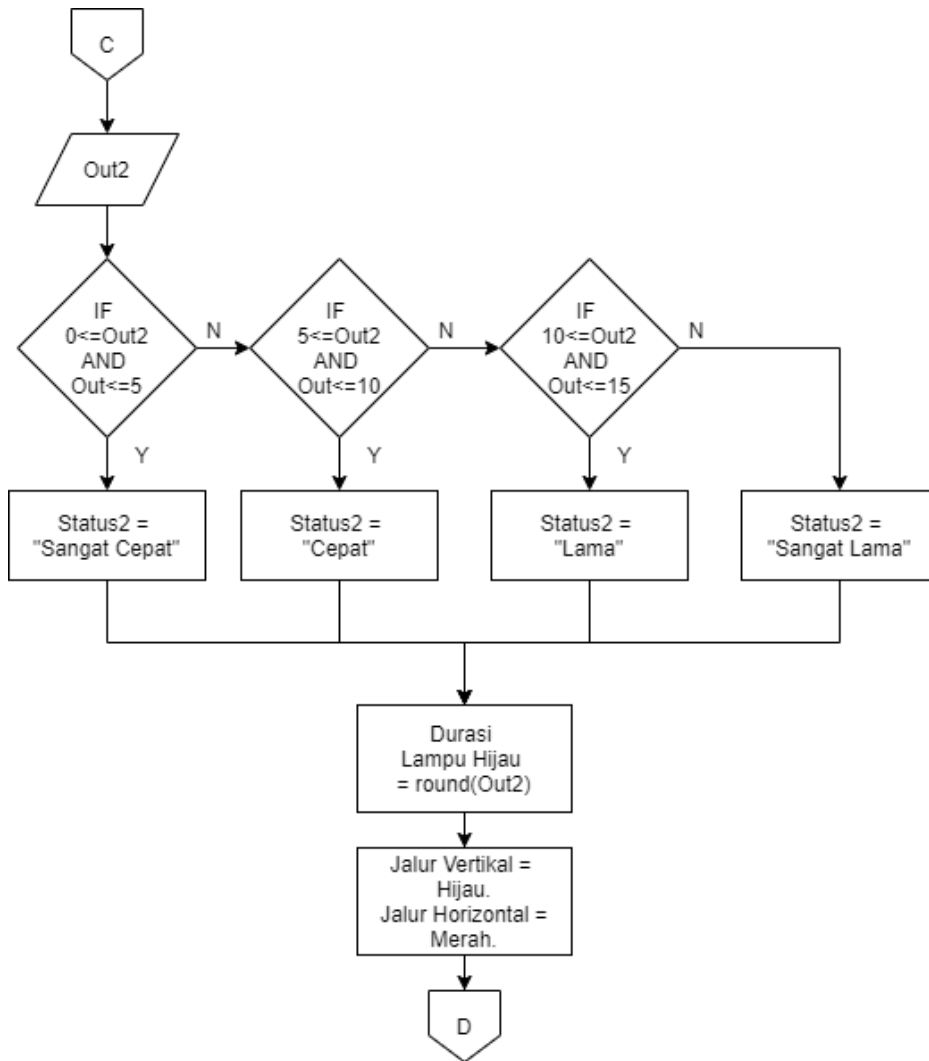 C
Out2
IF
0<=Out2
AND
Out<=5
N
IF
5<=Out2
AND
Out<=10
N
IF
10<=Out2
AND
Out<=15
N
Y
Y
Y
Status2 =
"Sangat Cepat"
Status2 =
"Cepat"
Status2 =
"Lama"
Status2 =
"Sangat Lama"
Durasi
Lampu Hijau
= round(Out2)
Jalur Vertikal =
Hijau.
Jalur Horizontal =
Merah.
D